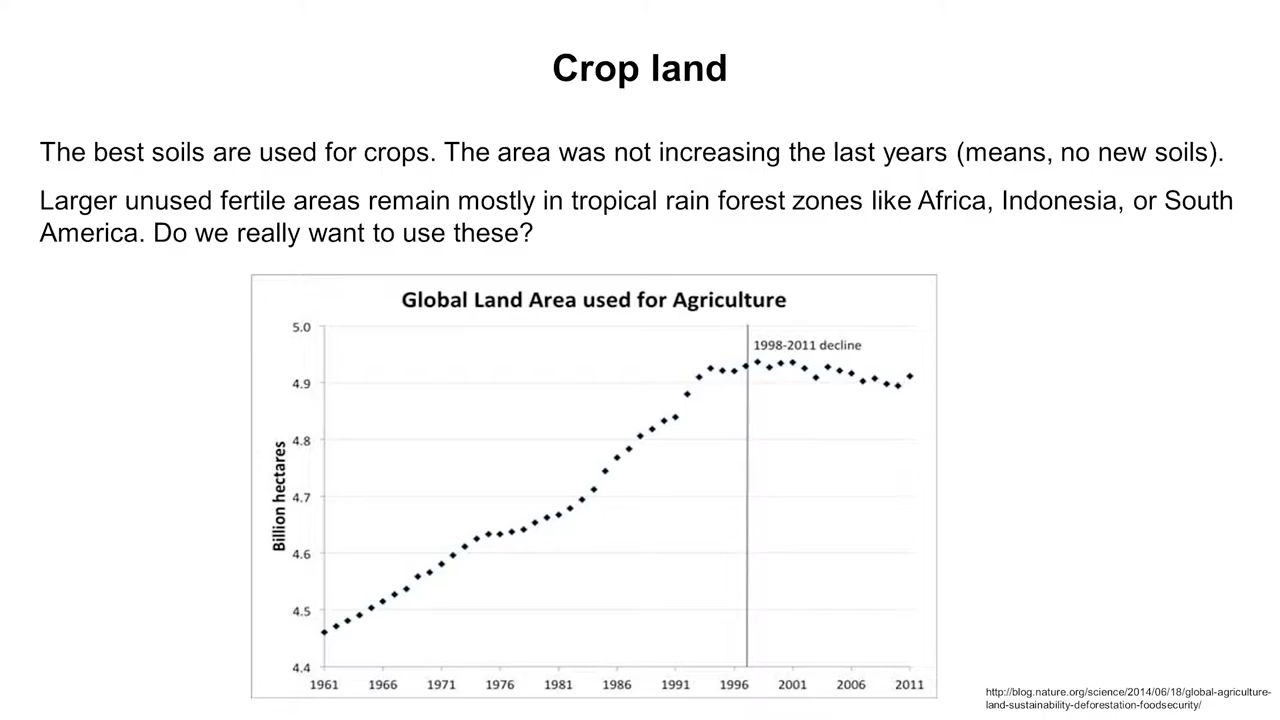 Crop land
The best soils are used for crops. The area was not increasing the last years (means, no new soils).
Larger unused fertile areas remain mostly in tropical rain forest zones like Africa, Indonesia, or South
America. Do we really want to use these?
Global Land Area used for Agriculture
5.0
1998-2011 decline
4.9
4.8
Billion hectares
4.7
4.6
4.5
4.4
1961 1966 1971 1976 1981 1986 1991 1996 2001 2006 2011
http://blog.nature.org/science/2014/06/18/global-agriculture-
land-sustainability-deforestation-foodsecurity/